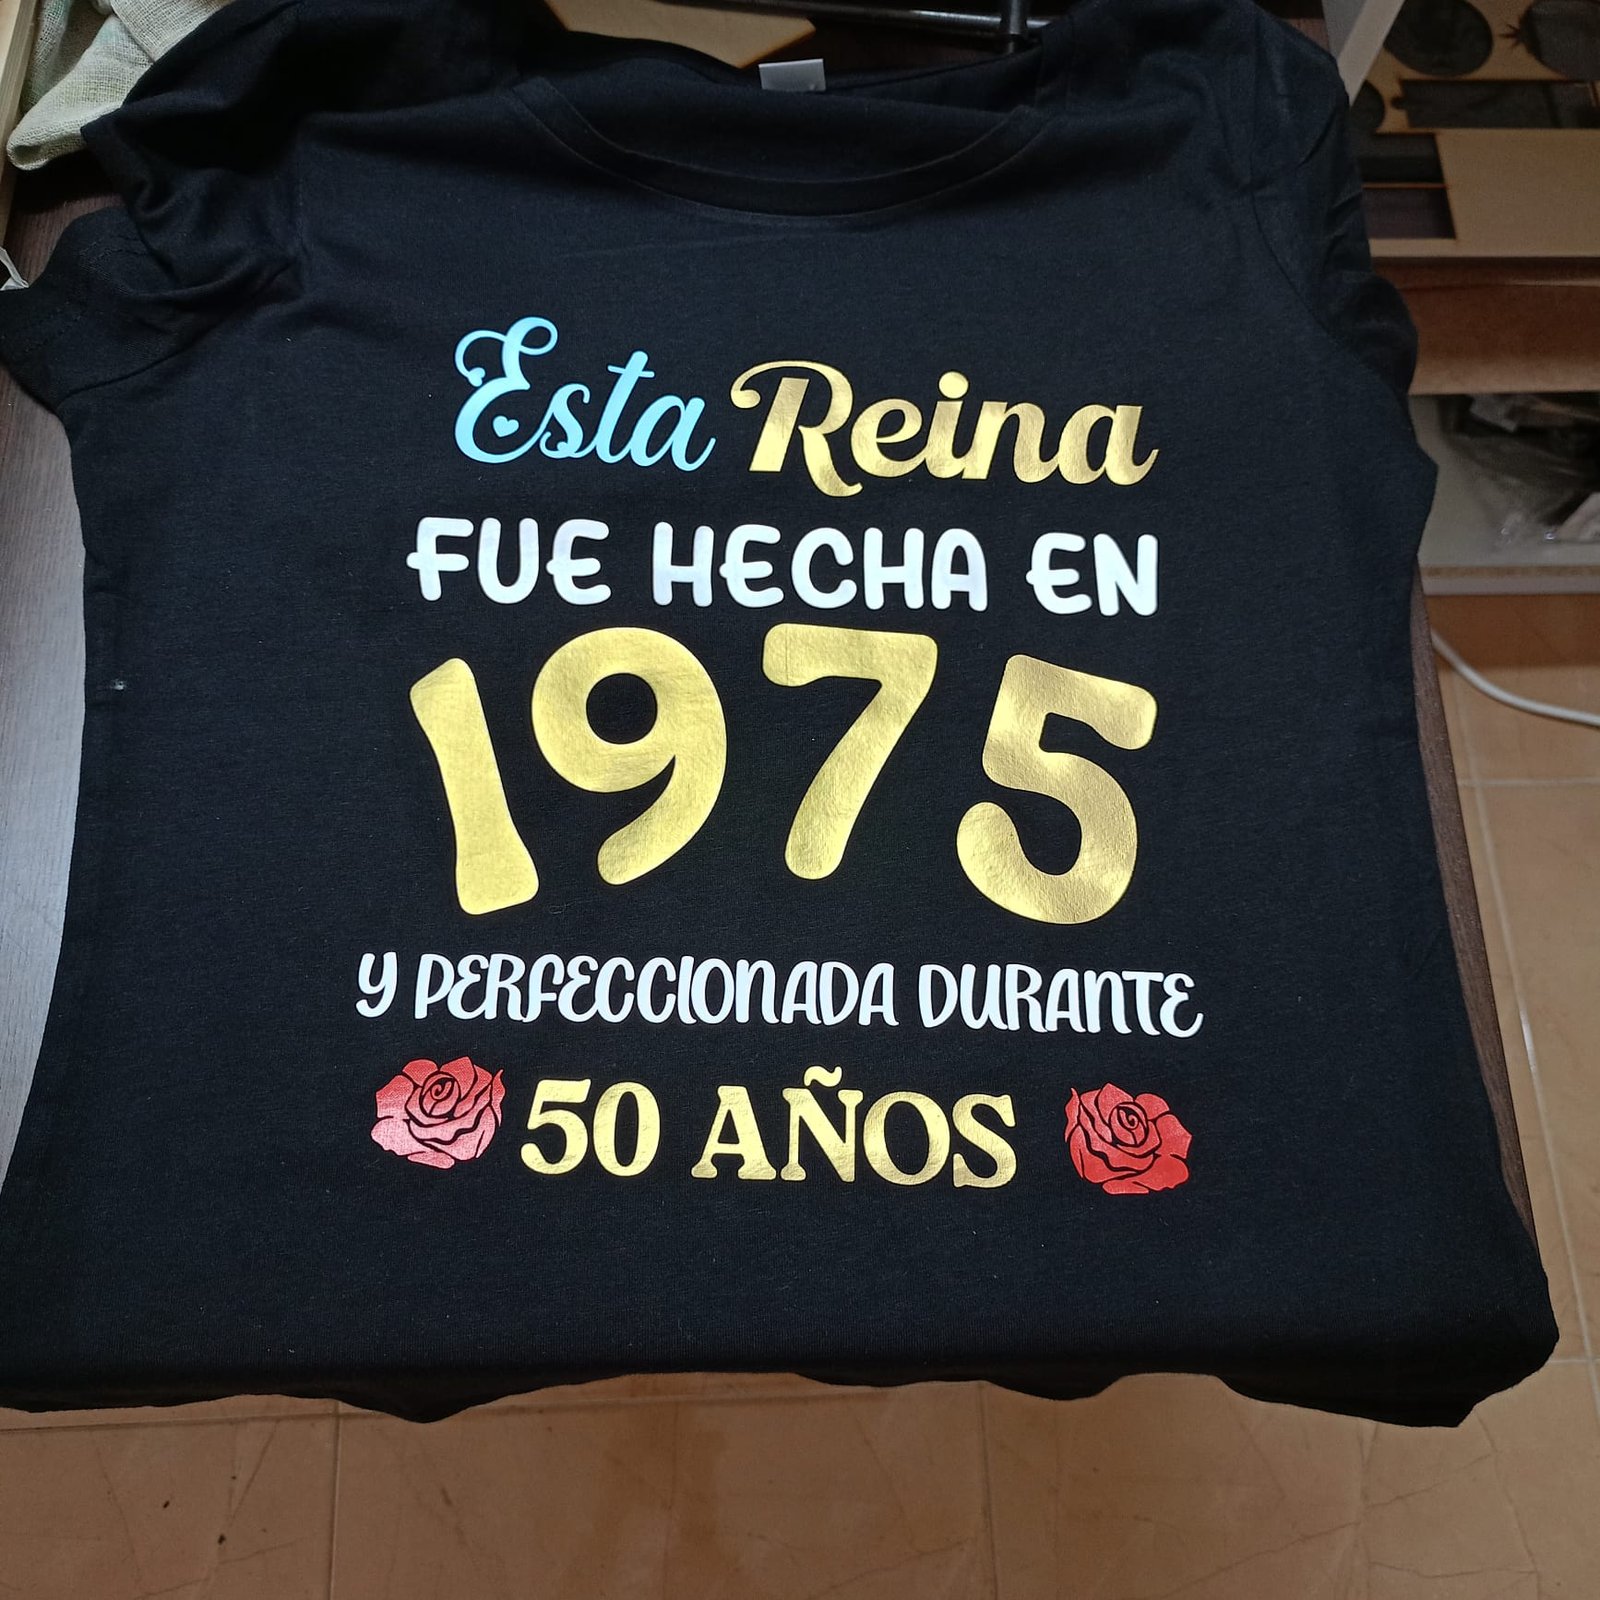 Esta Reina
FUE HECHA EN
1975
Y PERFECCIONADA DURANTE
50 AÑOS